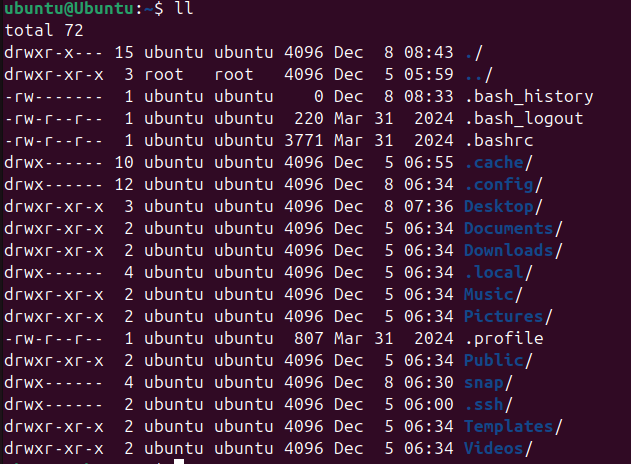 ubuntu@Ubuntu:~$ ll
total 72
drwxr-x--- 15 ubuntu ubuntu 4096 Dec  8 08:43 ./
drwxr-xr-x  3 root   root   4096 Dec  5 05:59 ../
-rw-------  1 ubuntu ubuntu    0 Dec  8 08:33 .bash_history
-rw-r--r--  1 ubuntu ubuntu  220 Mar 31  2024 .bash_logout
-rw-r--r--  1 ubuntu ubuntu 3771 Mar 31  2024 .bashrc
drwx------ 10 ubuntu ubuntu 4096 Dec  5 06:55 .cache/
drwx------ 12 ubuntu ubuntu 4096 Dec  8 06:34 .config/
drwxr-xr-x  3 ubuntu ubuntu 4096 Dec  8 07:36 Desktop/
drwxr-xr-x  2 ubuntu ubuntu 4096 Dec  5 06:34 Documents/
drwxr-xr-x  2 ubuntu ubuntu 4096 Dec  5 06:34 Downloads/
drwx------  4 ubuntu ubuntu 4096 Dec  5 06:34 .local/
drwxr-xr-x  2 ubuntu ubuntu 4096 Dec  5 06:34 Music/
drwxr-xr-x  2 ubuntu ubuntu 4096 Dec  5 06:34 Pictures/
-rw-r--r--  1 ubuntu ubuntu  807 Mar 31  2024 .profile
drwxr-xr-x  2 ubuntu ubuntu 4096 Dec  5 06:34 Public/
drwx------  4 ubuntu ubuntu 4096 Dec  8 06:30 snap/
drwx------  2 ubuntu ubuntu 4096 Dec  5 06:00 .ssh/
drwxr-xr-x  2 ubuntu ubuntu 4096 Dec  5 06:34 Templates/
drwxr-xr-x  2 ubuntu ubuntu 4096 Dec  5 06:34 Videos/